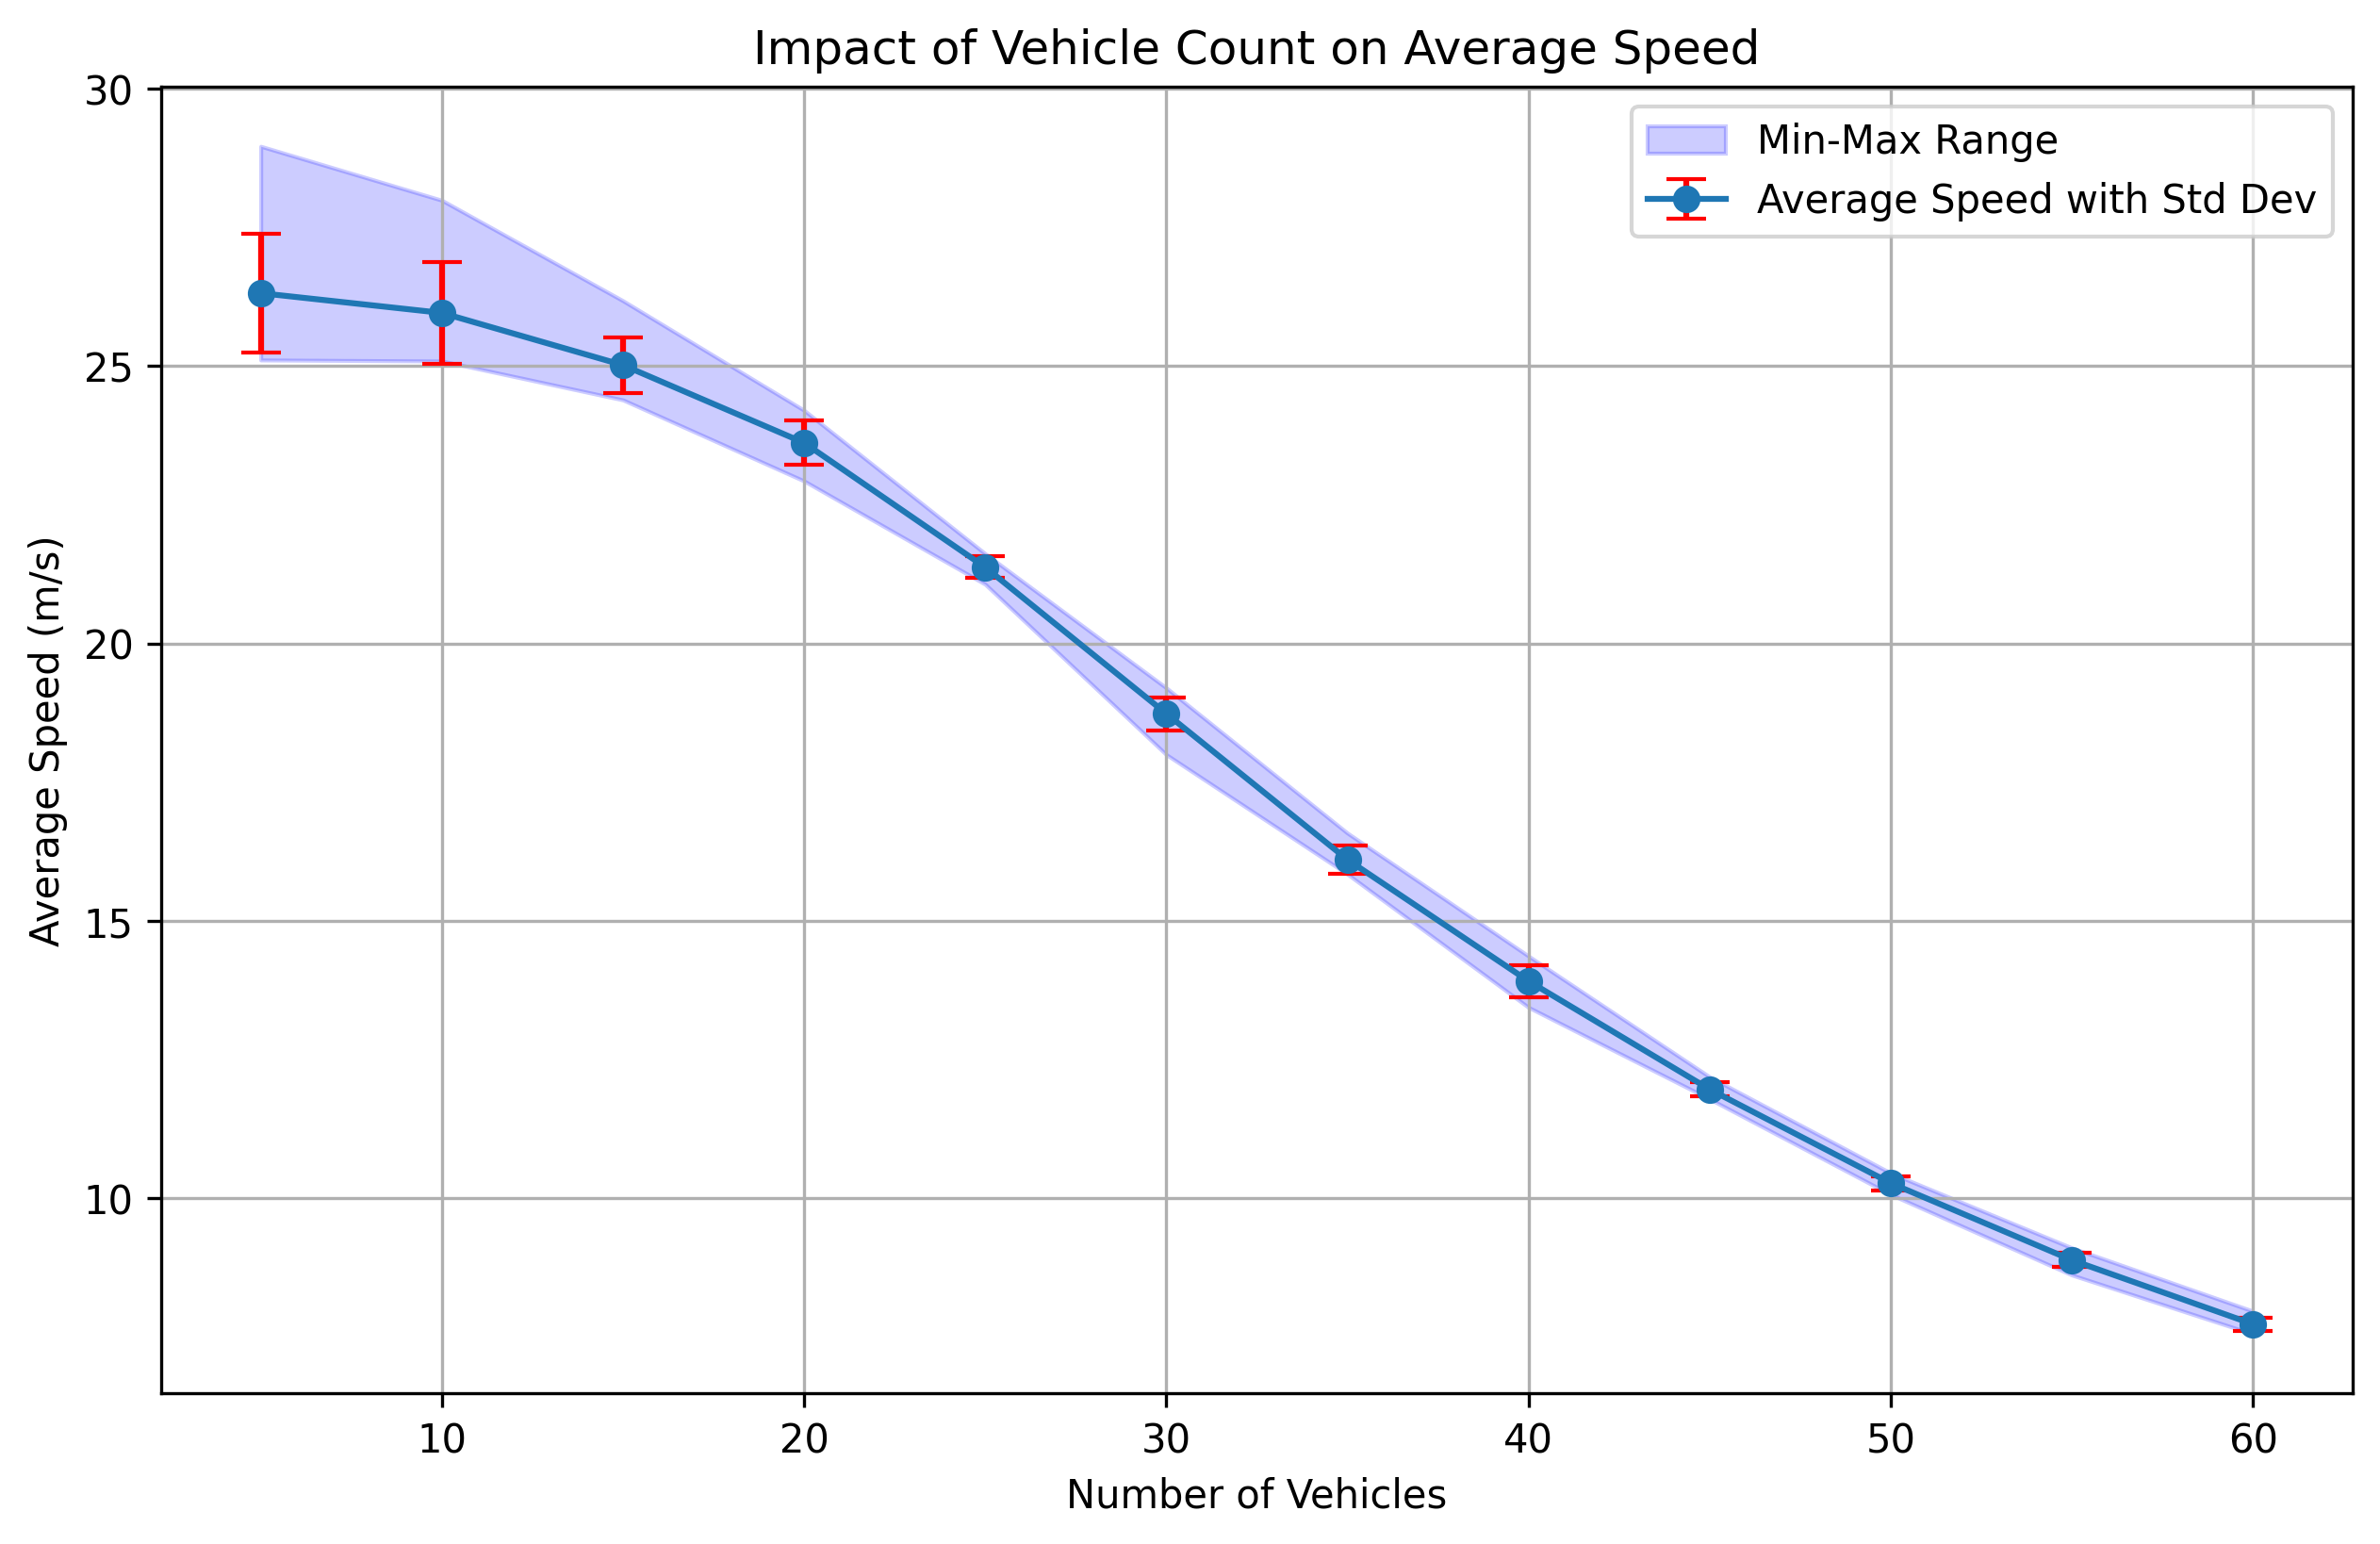 Impact of Vehicle Count on Average Speed
Min-Max Range
Average Speed with Std Dev
Average Speed (m/s)
30
25
20
15
10
10 20 30 40 50 60
Number of Vehicles